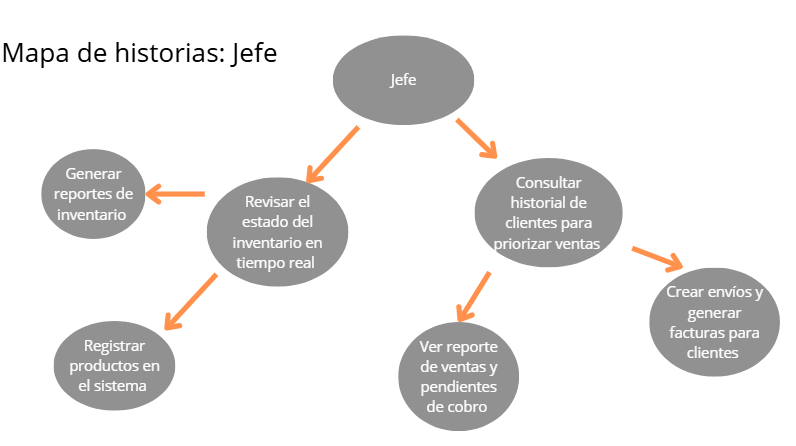 Mapa de historias: Jefe
Jefe
Generar
reportes de
inventario
Revisar el
estado del
inventario en
tiempo real
Consultar
historial de
clientes para
priorizar ventas
Registrar
productos en
el sistema
Ver reporte
de ventas y
pendientes
de cobro
Crear envíos y
generar
facturas para
clientes